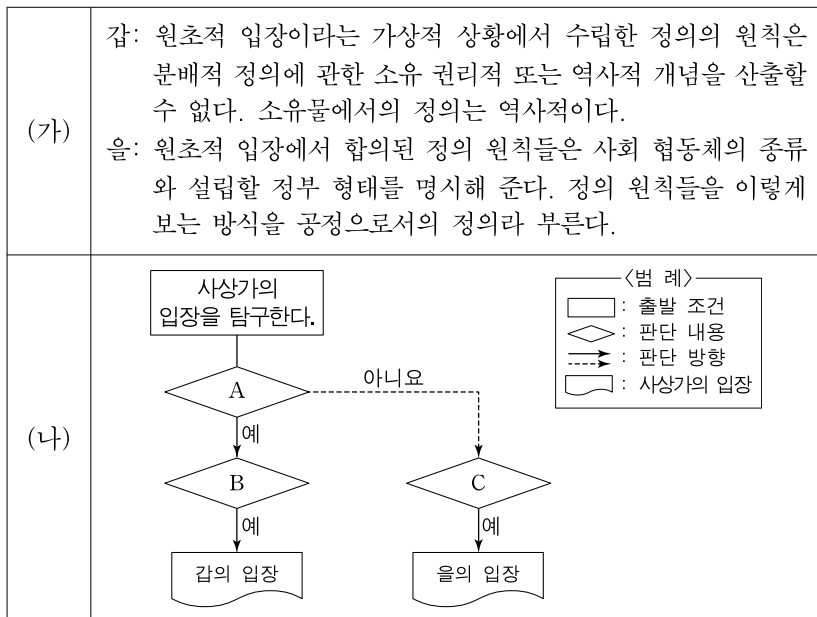 (가)
갑: 원초적 입장이라는 가상적 상황에서 수립한 정의의 원칙은
분배적 정의에 관한 소유 권리적 또는 역사적 개념을 산출할
수 없다. 소유물에서의 정의는 역사적이다.
을: 원초적 입장에서 합의된 정의 원칙들은 사회 협동체의 종류
와 설립할 정부 형태를 명시해 준다. 정의 원칙들을 이렇게
보는 방식을 공정으로서의 정의라 부른다.
(나)
사상가의
입장을 탐구한다.
A
아니요
예
B
C
예
예
갑의 입장
을의 입장
〈범 례〉
: 출발 조건
: 판단 내용
: 판단 방향
: 사상가의 입장